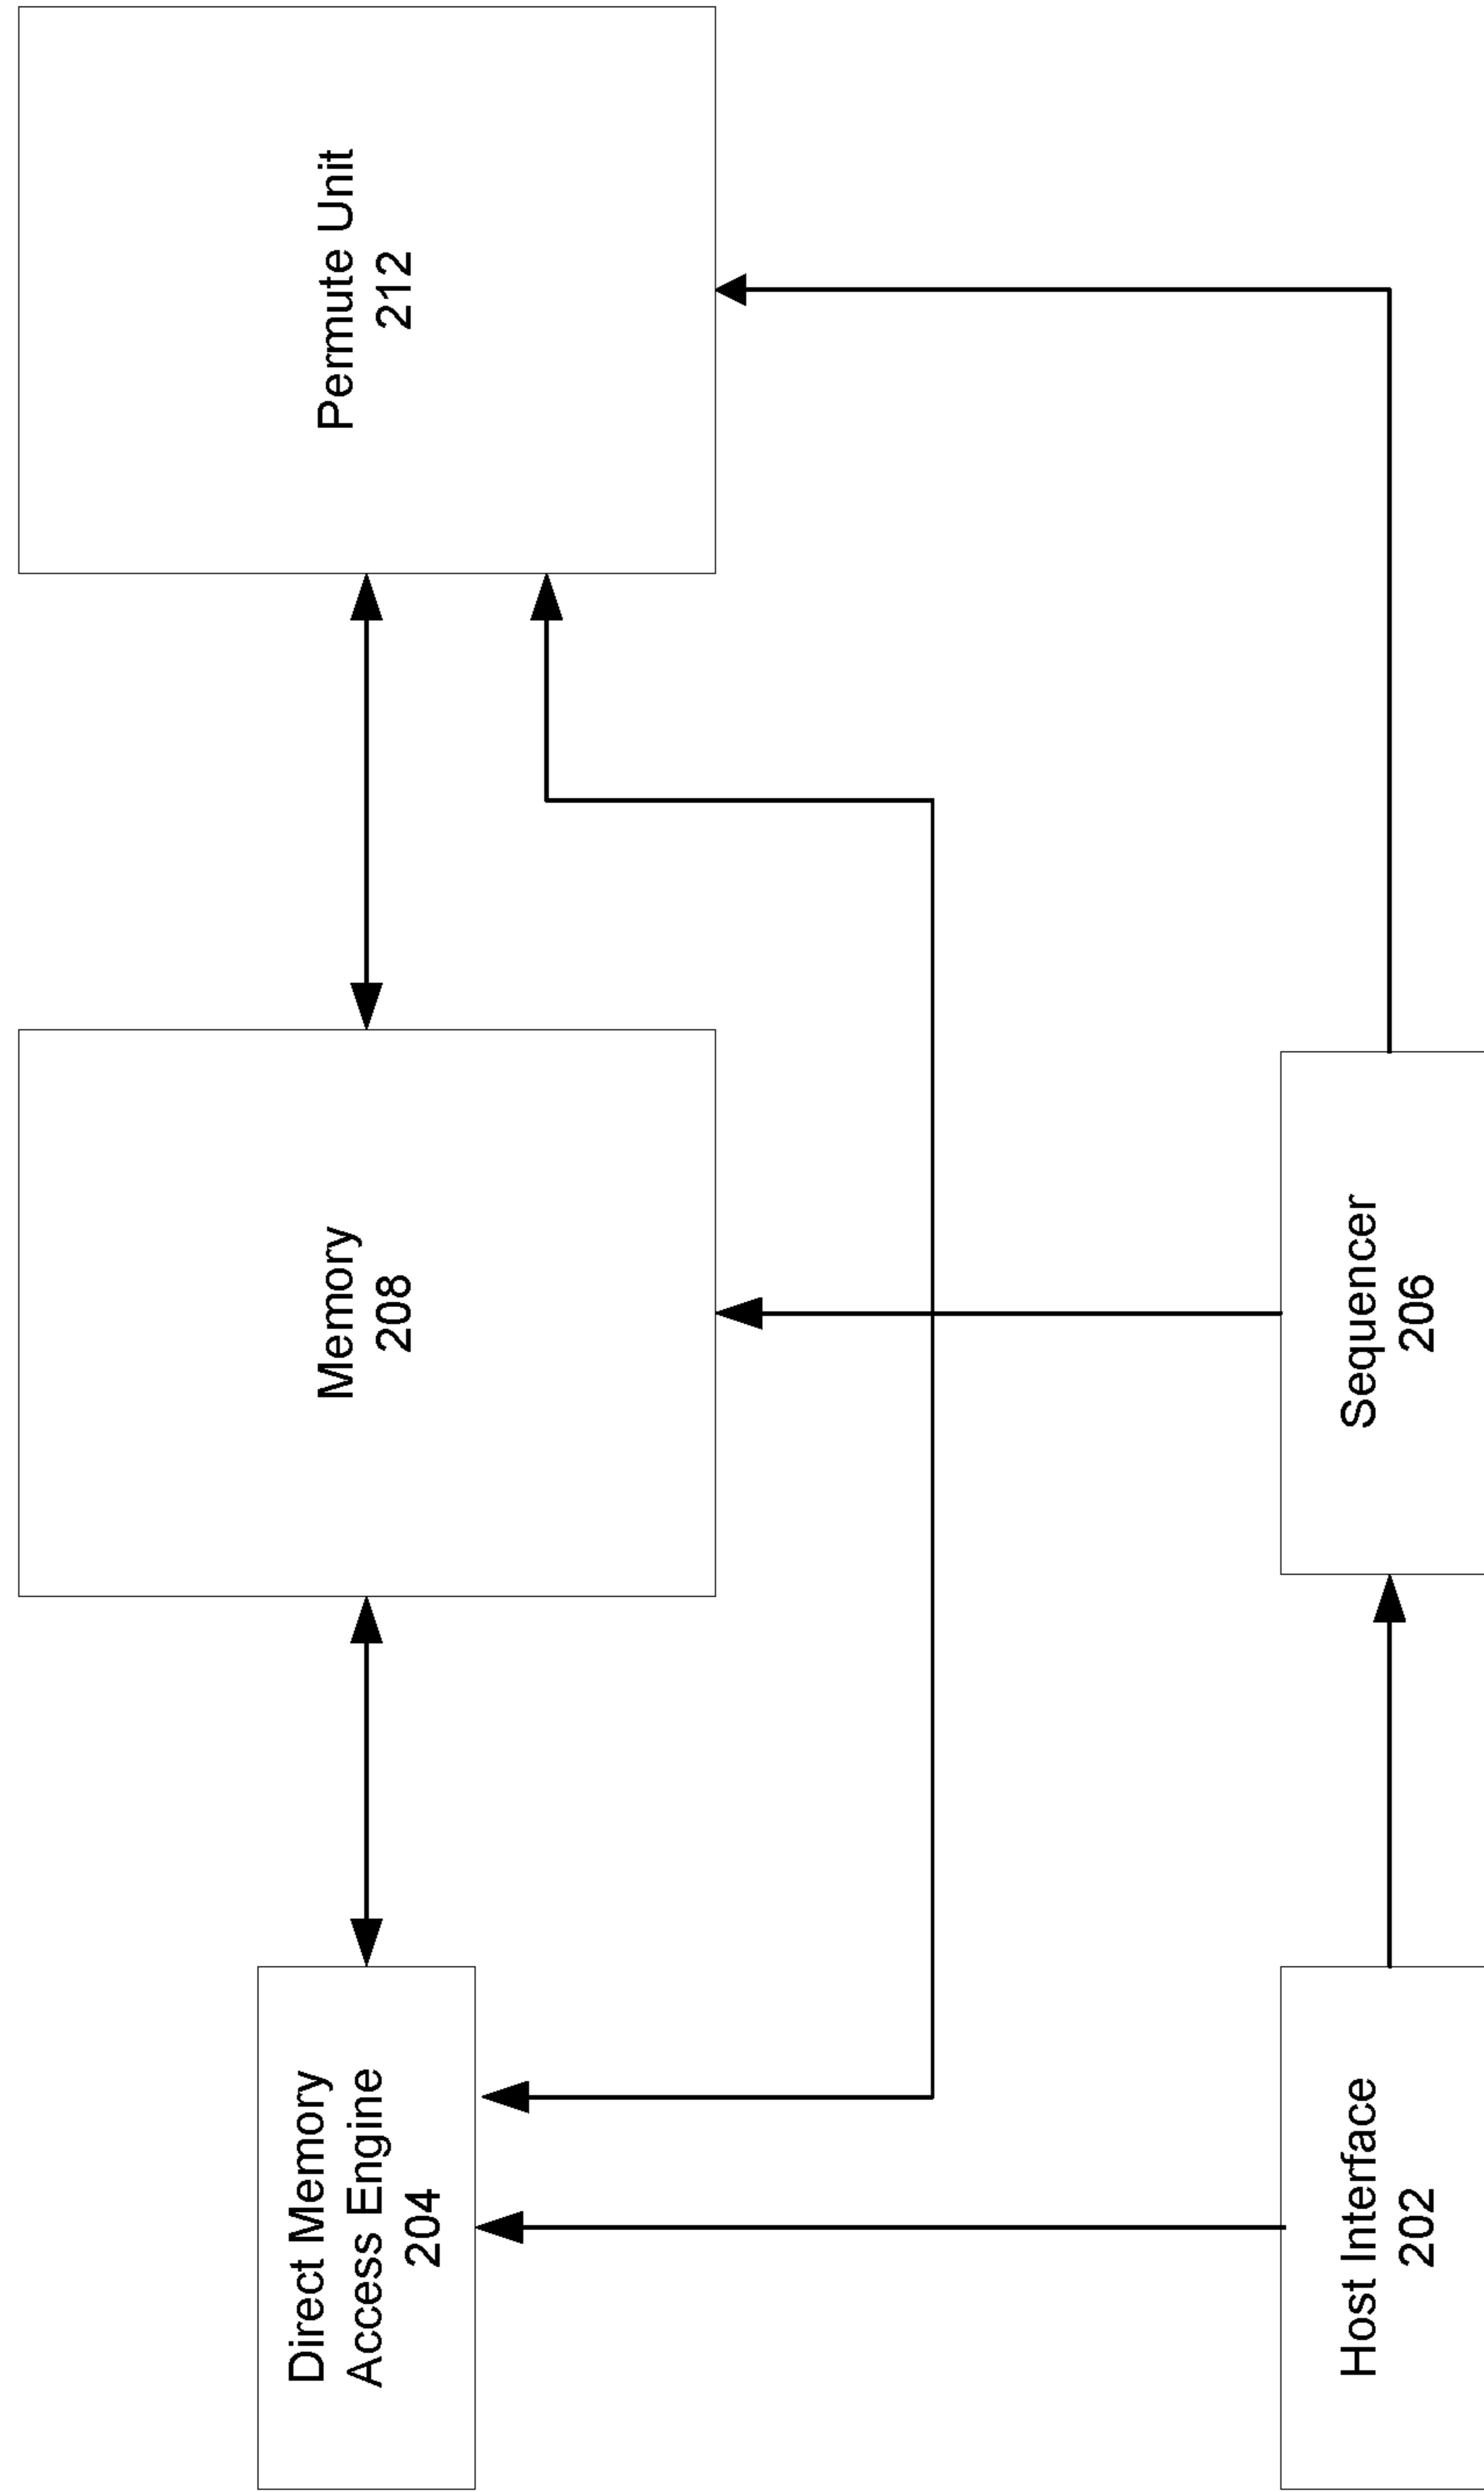 Direct Memory
Access Engine
204
Memory
208
Permute Unit
212
Host Interface
202
Sequencer
206